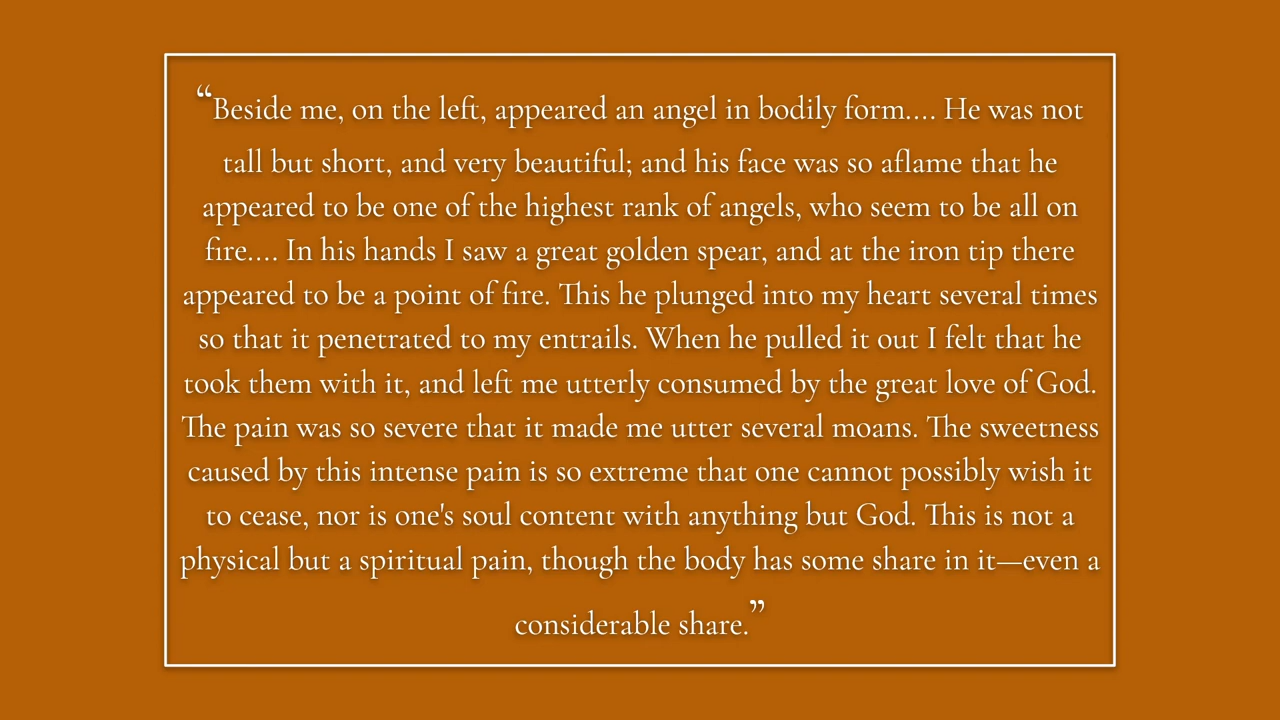 “Beside me, on the left, appeared an angel in bodily form.... He was not
tall but short, and very beautiful; and his face was so aflame that he
appeared to be one of the highest rank of angels, who seem to be all on
fire.... In his hands I saw a great golden spear, and at the iron tip there
appeared to be a point of fire. This he plunged into my heart several times
so that it penetrated to my entrails. When he pulled it out I felt that he
took them with it, and left me utterly consumed by the great love of God.
The pain was so severe that it made me utter several moans. The sweetness
caused by this intense pain is so extreme that one cannot possibly wish it
to cease, nor is one's soul content with anything but God. This is not a
physical but a spiritual pain, though the body has some share in it—even a
considerable share.”